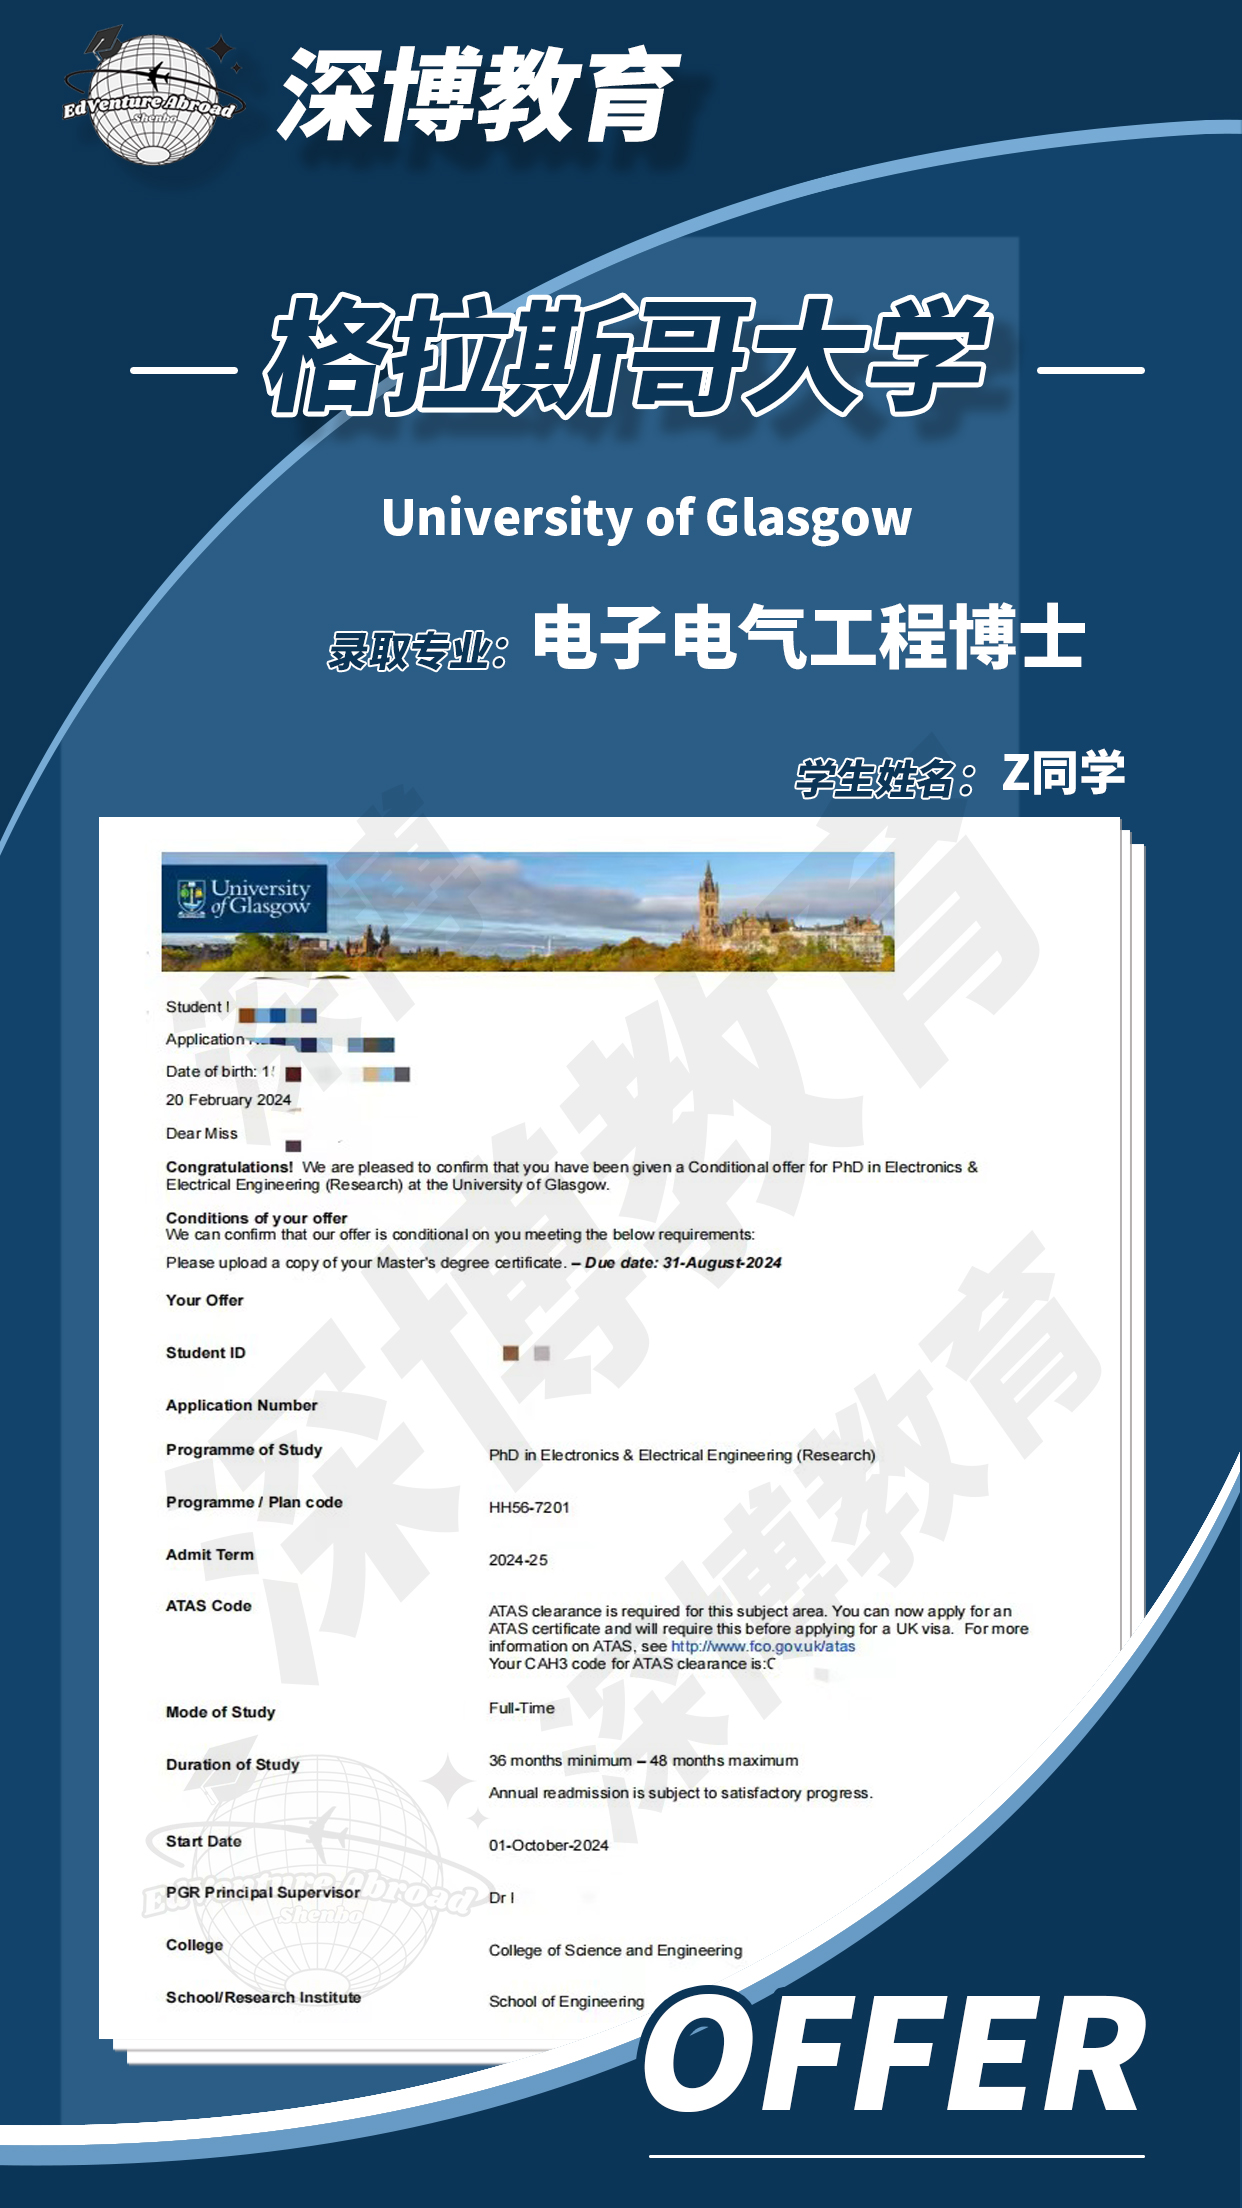 EdVenture Abroad
Shenbo
深博教育
格拉斯哥大学
University of Glasgow
录取专业：电子电气工程博士
学生姓名：Z同学
University
of Glasgow
Student
Application
Date of birth: 1
20 February 2024
Dear Miss
Congratulations! We are pleased to confirm that you have been given a Conditional offer for PhD in Electronics &
Electrical Engineering (Research) at the University of Glasgow.
Conditions of your offer
We can confirm that our offer is conditional on you meeting the below requirements:
Please upload a copy of your Master's degree certificate. – Due date: 31-August-2024
Your Offer
Student ID
Application Number
Programme of Study PhD in Electronics & Electrical Engineering (Research)
Programme / Plan code HH56-7201
Admit Term 2024-25
ATAS Code ATAS clearance is required for this subject area. You can now apply for an
ATAS certificate and will require this before applying for a UK visa. For more
information on ATAS, see http://www.fco.gov.uk/atas
Your CAH3 code for ATAS clearance is:C
Mode of Study Full-Time
Duration of Study 36 months minimum – 48 months maximum
Annual readmission is subject to satisfactory progress.
Start Date 01-October-2024
PGR Principal Supervisor Dr
College College of Science and Engineering
School/Research Institute School of Engineering
深博
深博教育
深博教育
EdVenture Abroad
Shenbo
OFFER